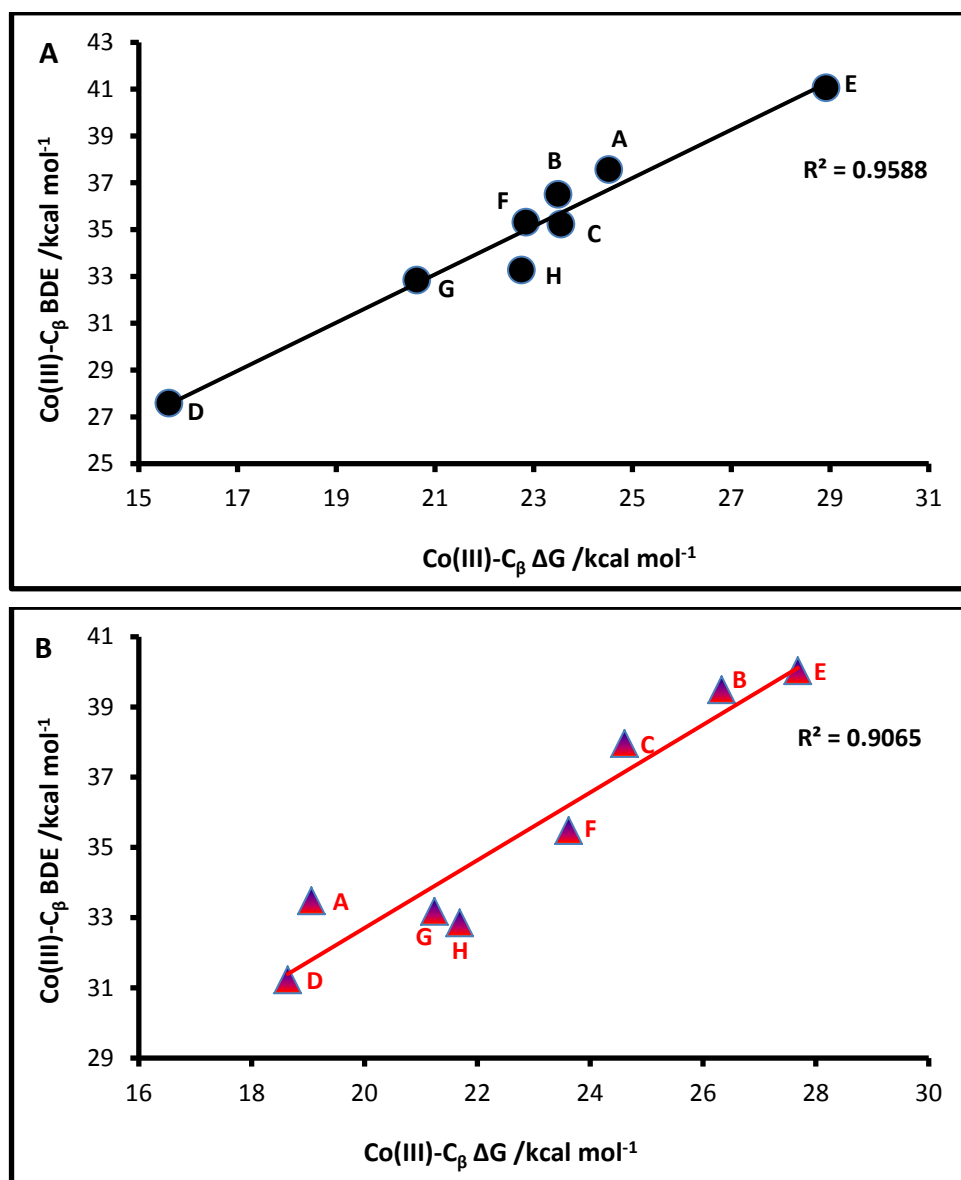 A
43
41
39
37
35
33
31
29
27
25
Co(III)-Cᵦ BDE /kcal mol⁻¹
E
A
B
R² = 0.9588
F
C
H
G
D
15 17 19 21 23 25 27 29 31
Co(III)-Cᵦ ΔG /kcal mol⁻¹
B
41
39
37
35
33
31
29
Co(III)-Cᵦ BDE /kcal mol⁻¹
B E
R² = 0.9065
C
F
A
G H
D
16 18 20 22 24 26 28 30
Co(III)-Cᵦ ΔG /kcal mol⁻¹